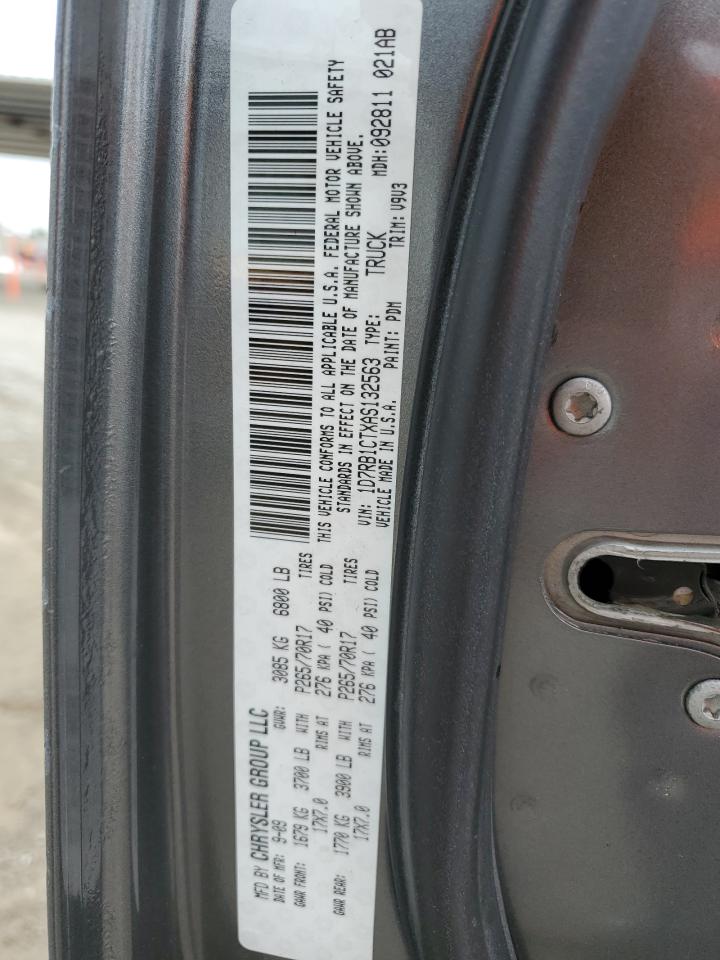 MFD BY CHRYSLER GROUP LLC
DATE OF MFR: 9-09 GVWR: 3085 KG 6800 LB
GAWR FRONT: 1679 KG 3700 LB WITH P265/70R17 TIRES
17X7.0 RIMS AT 276 KPA ( 40 PSI) COLD
GAWR REAR: 1770 KG 3900 LB WITH P265/70R17 TIRES
17X7.0 RIMS AT 276 KPA ( 40 PSI) COLD
THIS VEHICLE CONFORMS TO ALL APPLICABLE U.S.A. FEDERAL MOTOR VEHICLE SAFETY
STANDARDS IN EFFECT ON THE DATE OF MANUFACTURE SHOWN ABOVE.
VIN: 1D7RB1CTXAS132563 TYPE: TRUCK MDH:092811 021AB
VEHICLE MADE IN U.S.A. PAINT: PDM TRIM: V9V3